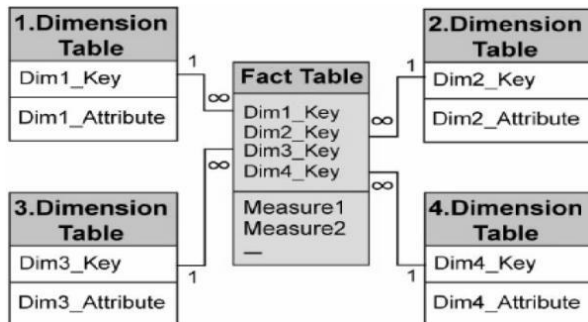 1.Dimension
Table
Dim1_Key
Dim1_Attribute
1
∞
Fact Table
Dim1_Key
Dim2_Key
Dim3_Key
Dim4_Key
Measure1
Measure2
—
2.Dimension
Table
Dim2_Key
Dim2_Attribute
1
∞
3.Dimension
Table
Dim3_Key
Dim3_Attribute
1
∞
4.Dimension
Table
Dim4_Key
Dim4_Attribute
1
∞